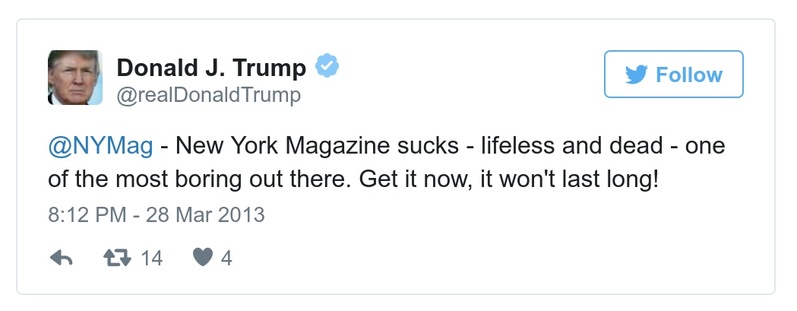 Donald J. Trump
@realDonaldTrump
Follow
@NYMag - New York Magazine sucks - lifeless and dead - one
of the most boring out there. Get it now, it won't last long!
8:12 PM - 28 Mar 2013
14 4